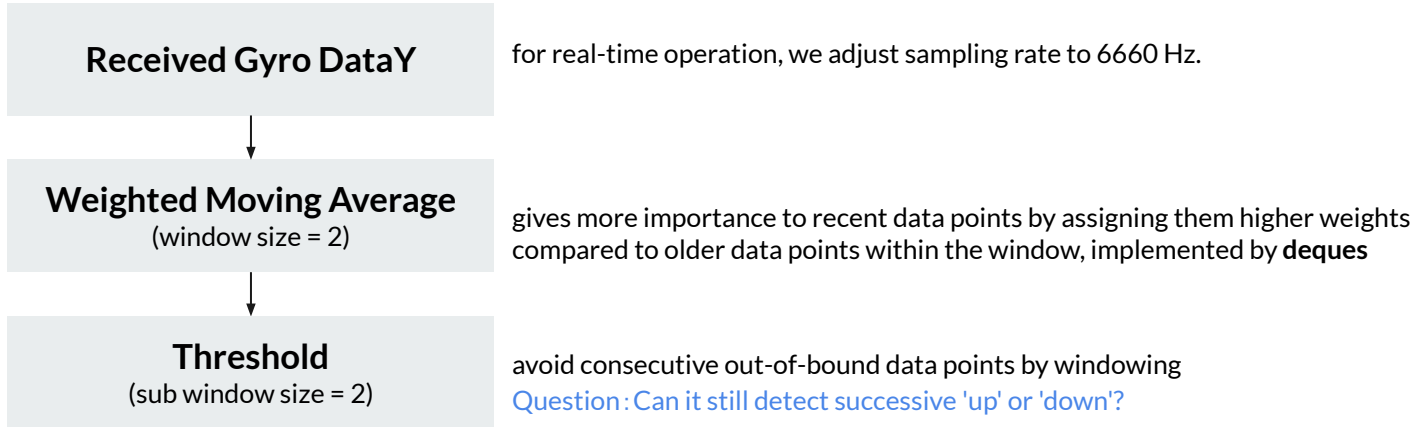 Received Gyro DataY
for real-time operation, we adjust sampling rate to 6660 Hz.
Weighted Moving Average
(window size = 2)
gives more importance to recent data points by assigning them higher weights
compared to older data points within the window, implemented by deques
Threshold
(sub window size = 2)
avoid consecutive out-of-bound data points by windowing
Question：Can it still detect successive 'up' or 'down'?